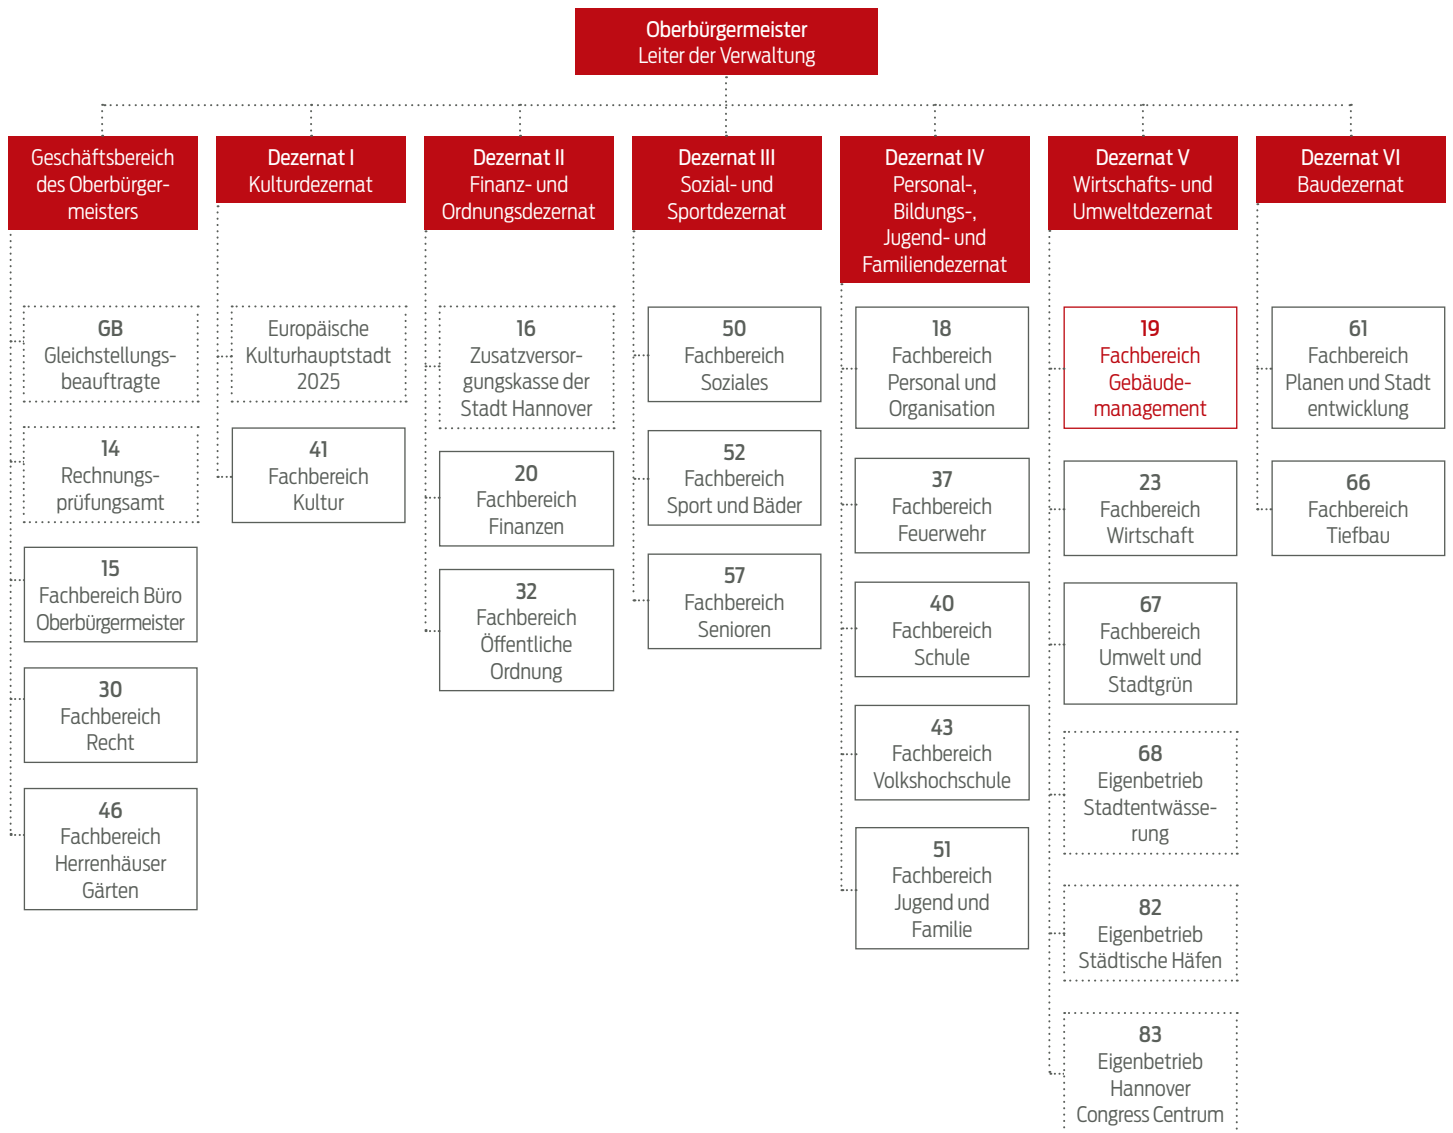 Oberbürgermeister
Leiter der Verwaltung
Geschäftsbereich
des Oberbürger-
meisters
GB
Gleichstellungs-
beauftragte
14
Rechnungs-
prüfungsamt
15
Fachbereich Büro
Oberbürgermeister
30
Fachbereich
Recht
46
Fachbereich
Herrenhäuser
Gärten
Dezernat I
Kulturdezernat
Europäische
Kulturhauptstadt
2025
41
Fachbereich
Kultur
Dezernat II
Finanz- und
Ordnungsdezernat
16
Zusatzversor-
gungskasse der
Stadt Hannover
20
Fachbereich
Finanzen
32
Fachbereich
Öffentliche
Ordnung
Dezernat III
Sozial- und
Sportdezernat
50
Fachbereich
Soziales
52
Fachbereich
Sport und Bäder
57
Fachbereich
Senioren
Dezernat IV
Personal-,
Bildungs-,
Jugend- und
Familiendezernat
18
Fachbereich
Personal und
Organisation
37
Fachbereich
Feuerwehr
40
Fachbereich
Schule
43
Fachbereich
Volkshochschule
51
Fachbereich
Jugend und
Familie
Dezernat V
Wirtschafts- und
Umweltdezernat
19
Fachbereich
Gebäude-
management
23
Fachbereich
Wirtschaft
67
Fachbereich
Umwelt und
Stadtgrün
68
Eigenbetrieb
Stadtentwässe-
rung
82
Eigenbetrieb
Städtische Häfen
83
Eigenbetrieb
Hannover
Congress Centrum
Dezernat VI
Baudezernat
61
Fachbereich
Planen und Stadt
entwicklung
66
Fachbereich
Tiefbau